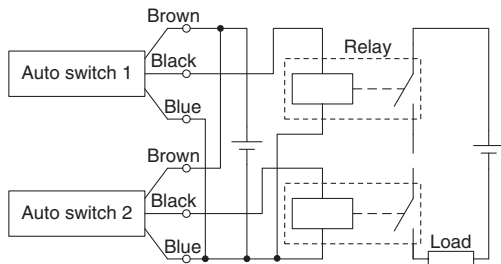 Brown
Auto switch 1
Black
Relay
Blue
Brown
Auto switch 2
Black
Blue
Load